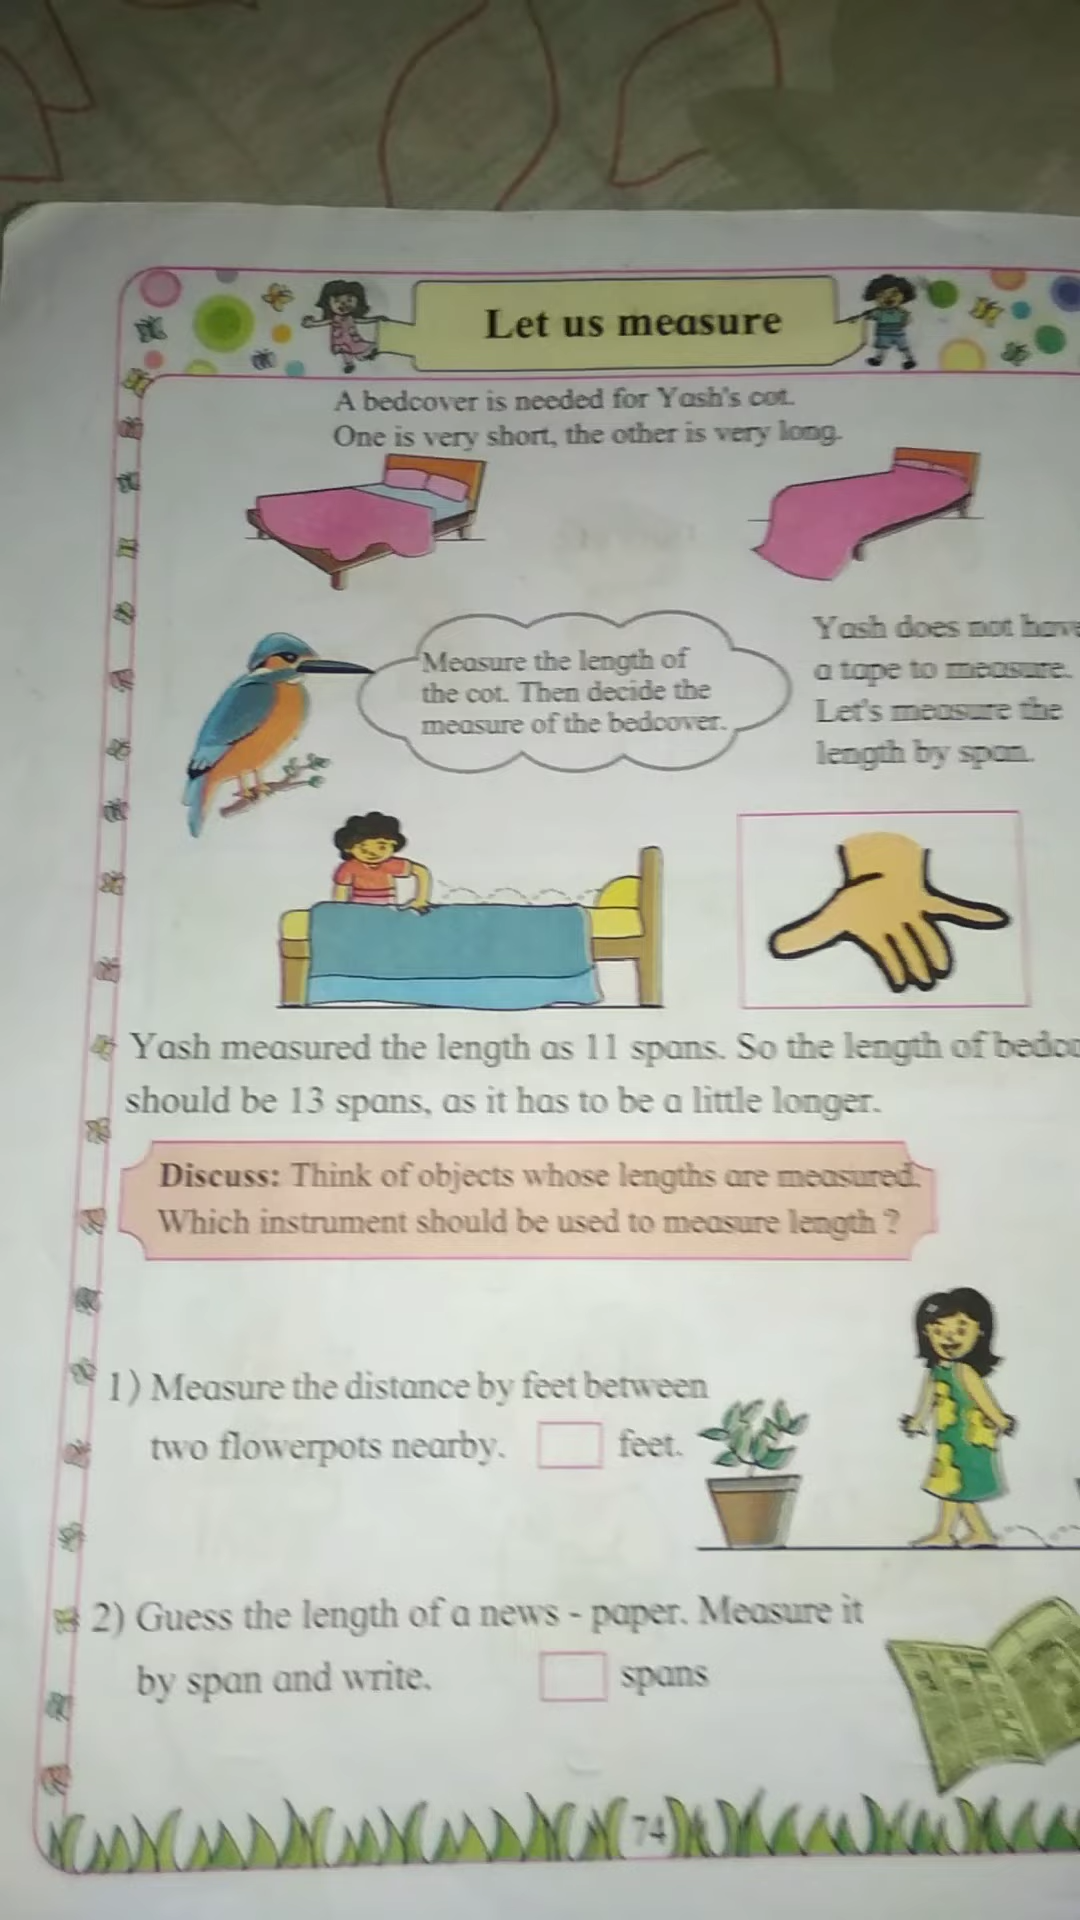 Let us measure
A bedcover is needed for Yash's cot.
One is very short, the other is very long.
Measure the length of
the cot. Then decide the
measure of the bedcover.
Yash does not have
a tape to measure.
Let's measure the
length by span.
Yash measured the length as 11 spans. So the length of
should be 13 spans, as it has to be a little longer.
Discuss: Think of objects whose lengths are measured.
Which instrument should be used to measure length ?
1) Measure the distance by feet between
two flowerpots nearby. feet.
2) Guess the length of a news - paper. Measure it
by span and write. spans
74